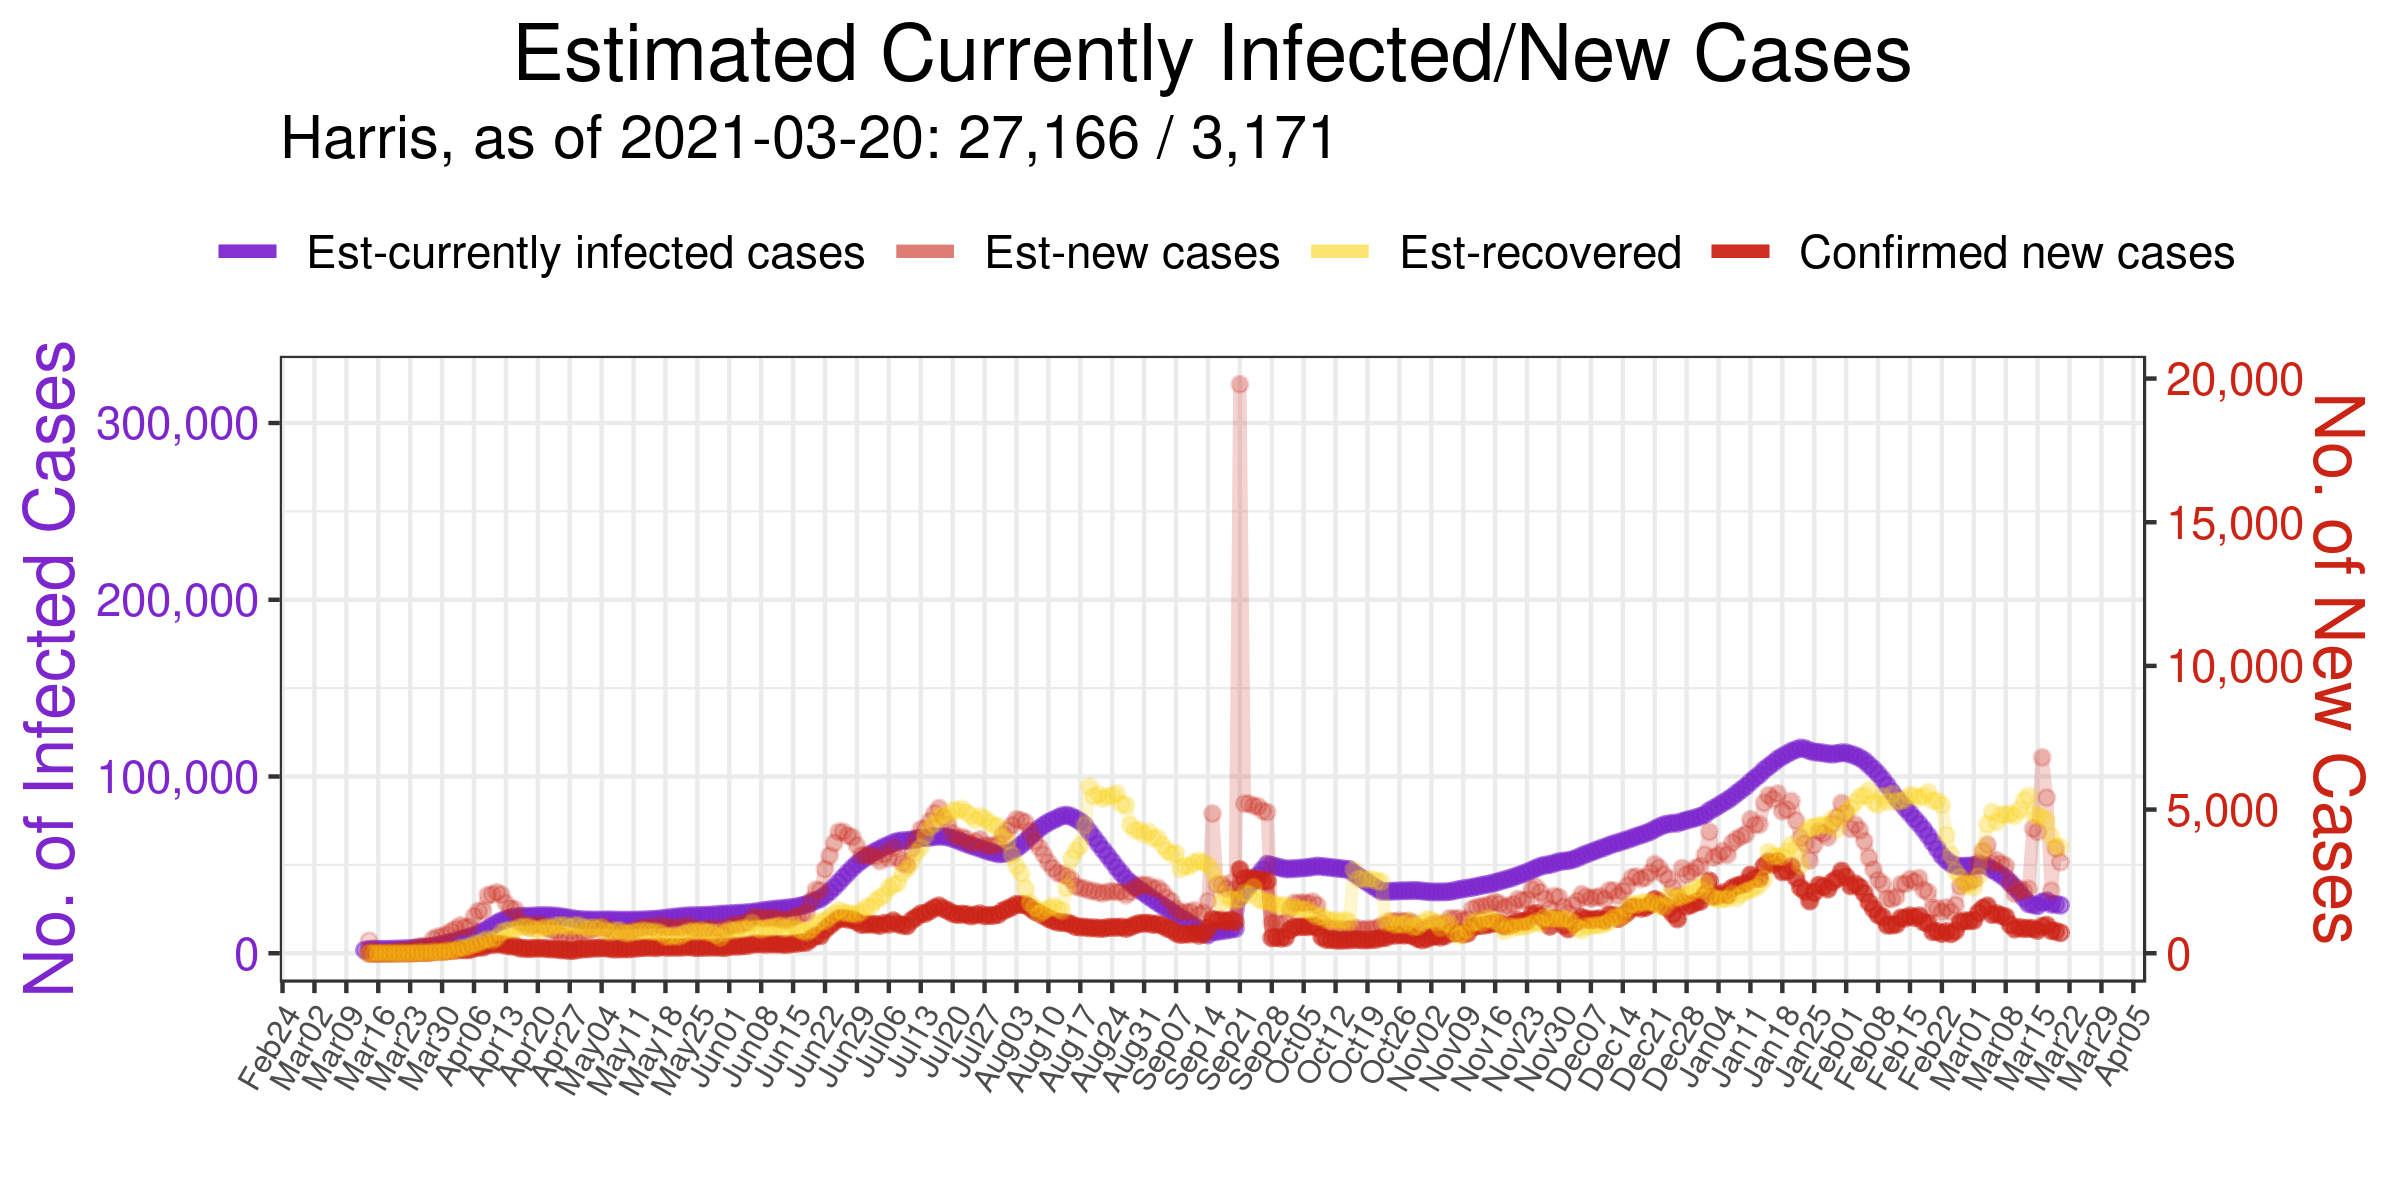 Estimated Currently Infected/New Cases
Harris, as of 2021-03-20: 27,166 / 3,171
Est-currently infected cases Est-new cases Est-recovered Confirmed new cases
No. of Infected Cases
300,000
200,000
100,000
0
20,000
15,000
10,000
5,000
0
No. of New Cases
Feb24 Mar02 Mar09 Mar16 Mar23 Mar30 Apr06 Apr13 Apr20 Apr27 May04 May11 May18 May25 Jun01 Jun08 Jun15 Jun22 Jun29 Jul06 Jul13 Jul20 Jul27 Aug03 Aug10 Aug17 Aug24 Aug31 Sep07 Sep14 Sep21 Sep28 Oct05 Oct12 Oct19 Oct26 Nov02 Nov09 Nov16 Nov23 Nov30 Dec07 Dec14 Dec21 Dec28 Jan04 Jan11 Jan18 Jan25 Feb01 Feb08 Feb15 Feb22 Mar01 Mar08 Mar15 Mar22 Mar29 Apr05